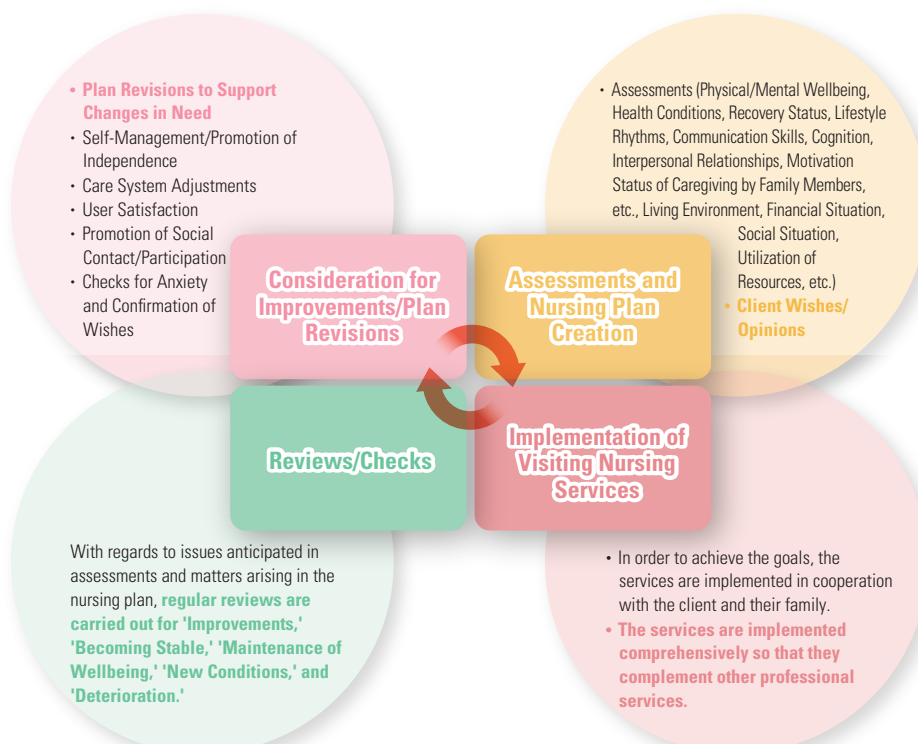 • Plan Revisions to Support
Changes in Need
・ Self-Management/Promotion of
Independence
・ Care System Adjustments
・ User Satisfaction
・ Promotion of Social
Contact/Participation
・ Checks for Anxiety
and Confirmation of
Wishes
・ Assessments (Physical/Mental Wellbeing,
Health Conditions, Recovery Status, Lifestyle
Rhythms, Communication Skills, Cognition,
Interpersonal Relationships, Motivation
Status of Caregiving by Family Members,
etc., Living Environment, Financial Situation,
Social Situation,
Utilization of
Resources, etc.)
• Client Wishes/
Opinions
Consideration for
Improvements/Plan
Revisions
Assessments and
Nursing Plan
Creation
Reviews/Checks
Implementation of
Visiting Nursing
Services
With regards to issues anticipated in
assessments and matters arising in the
nursing plan, regular reviews are
carried out for 'Improvements,'
'Becoming Stable,' 'Maintenance of
Wellbeing,' 'New Conditions,' and
'Deterioration.'
• In order to achieve the goals, the
services are implemented in cooperation
with the client and their family.
• The services are implemented
comprehensively so that they
complement other professional
services.